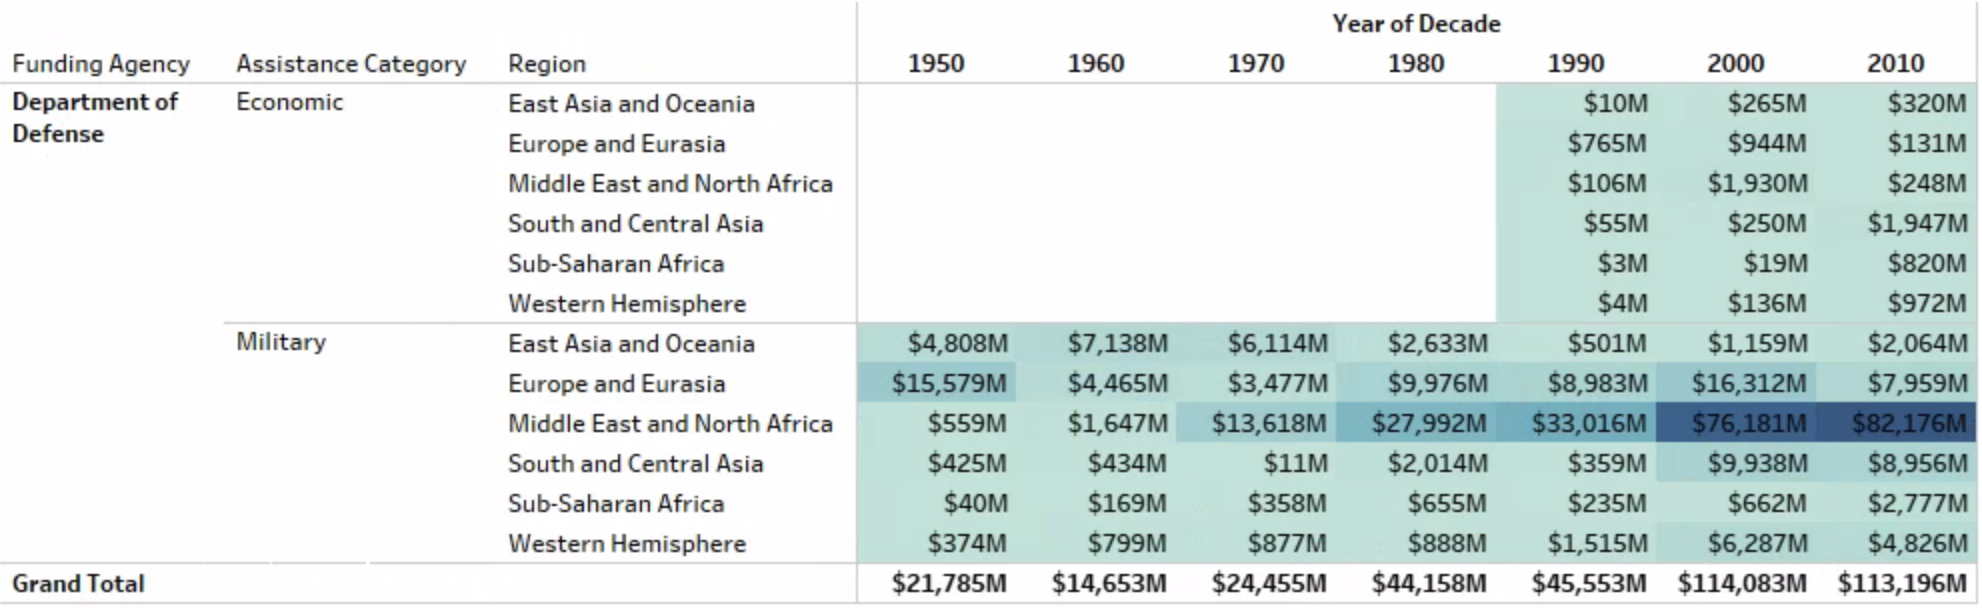 Year of Decade
Funding Agency Assistance Category Region 1950 1960 1970 1980 1990 2000 2010
Department of Defense Economic East Asia and Oceania $10M $265M $320M
Europe and Eurasia $765M $944M $131M
Middle East and North Africa $106M $1,930M $248M
South and Central Asia $55M $250M $1,947M
Sub-Saharan Africa $3M $19M $820M
Western Hemisphere $4M $136M $972M
Military East Asia and Oceania $4,808M $7,138M $6,114M $2,633M $501M $1,159M $2,064M
Europe and Eurasia $15,579M $4,465M $3,477M $9,976M $8,983M $16,312M $7,959M
Middle East and North Africa $559M $1,647M $13,618M $27,992M $33,016M $76,181M $82,176M
South and Central Asia $425M $434M $11M $2,014M $359M $9,938M $8,956M
Sub-Saharan Africa $40M $169M $358M $655M $235M $662M $2,777M
Western Hemisphere $374M $799M $877M $888M $1,515M $6,287M $4,826M
Grand Total $21,785M $14,653M $24,455M $44,158M $45,553M $114,083M $113,196M